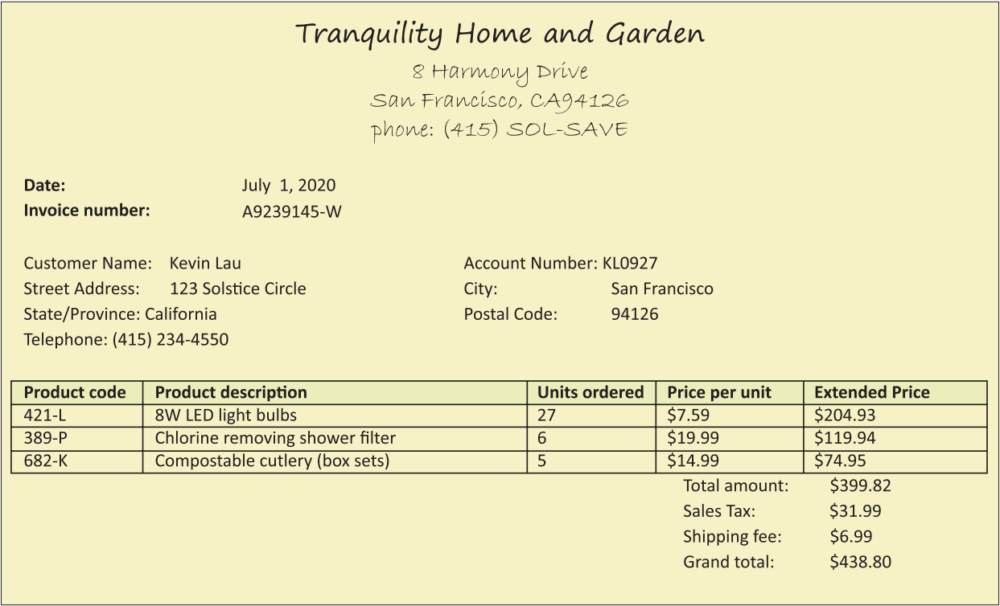 Tranquility Home and Garden
8 Harmony Drive
San Francisco, CA94126
phone: (415) SOL-SAVE
Date: July 1, 2020
Invoice number: A9239145-W
Customer Name: Kevin Lau Account Number: KL0927
Street Address: 123 Solstice Circle City: San Francisco
State/Province: California Postal Code: 94126
Telephone: (415) 234-4550
Product code Product description Units ordered Price per unit Extended Price
421-L 8W LED light bulbs 27 $7.59 $204.93
389-P Chlorine removing shower filter 6 $19.99 $119.94
682-K Compostable cutlery (box sets) 5 $14.99 $74.95
Total amount: $399.82
Sales Tax: $31.99
Shipping fee: $6.99
Grand total: $438.80